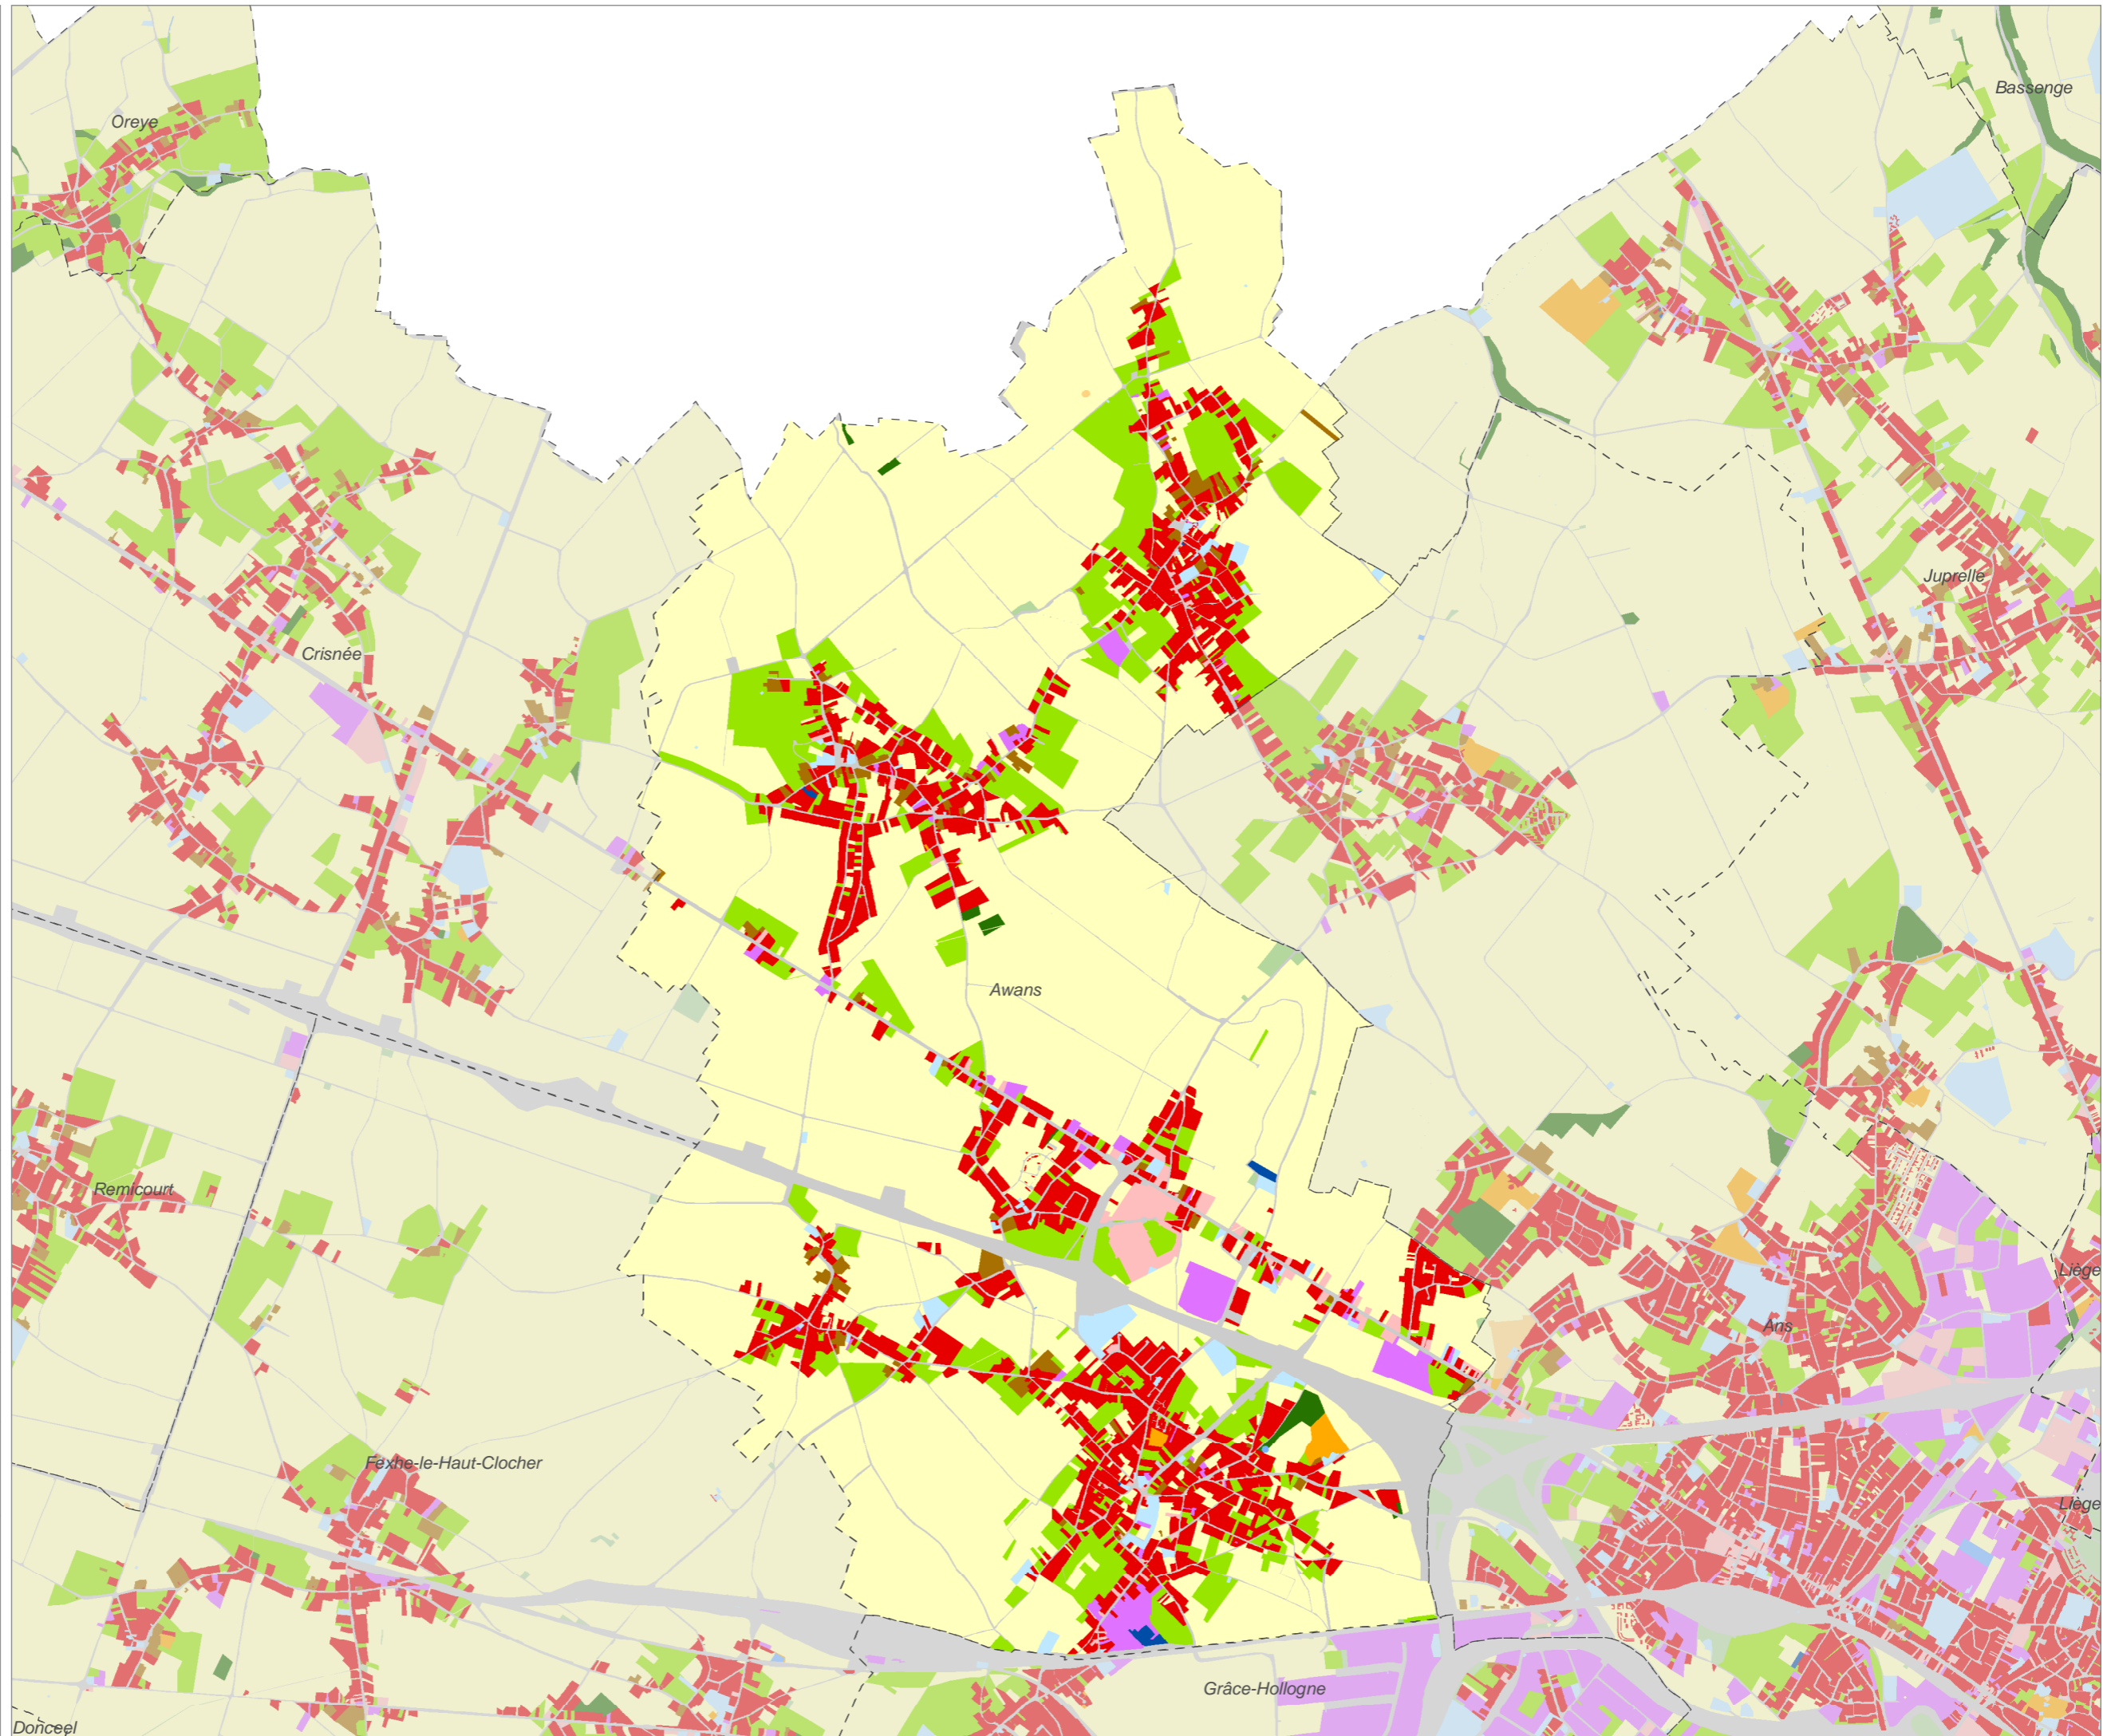 Bassenge
Oreye
Juprelle
Crisnée
Awans
Remicourt
Liège
Ans
Fexhe-le-Haut-Clocher
Liège
Grâce-Hollogne
Donceel